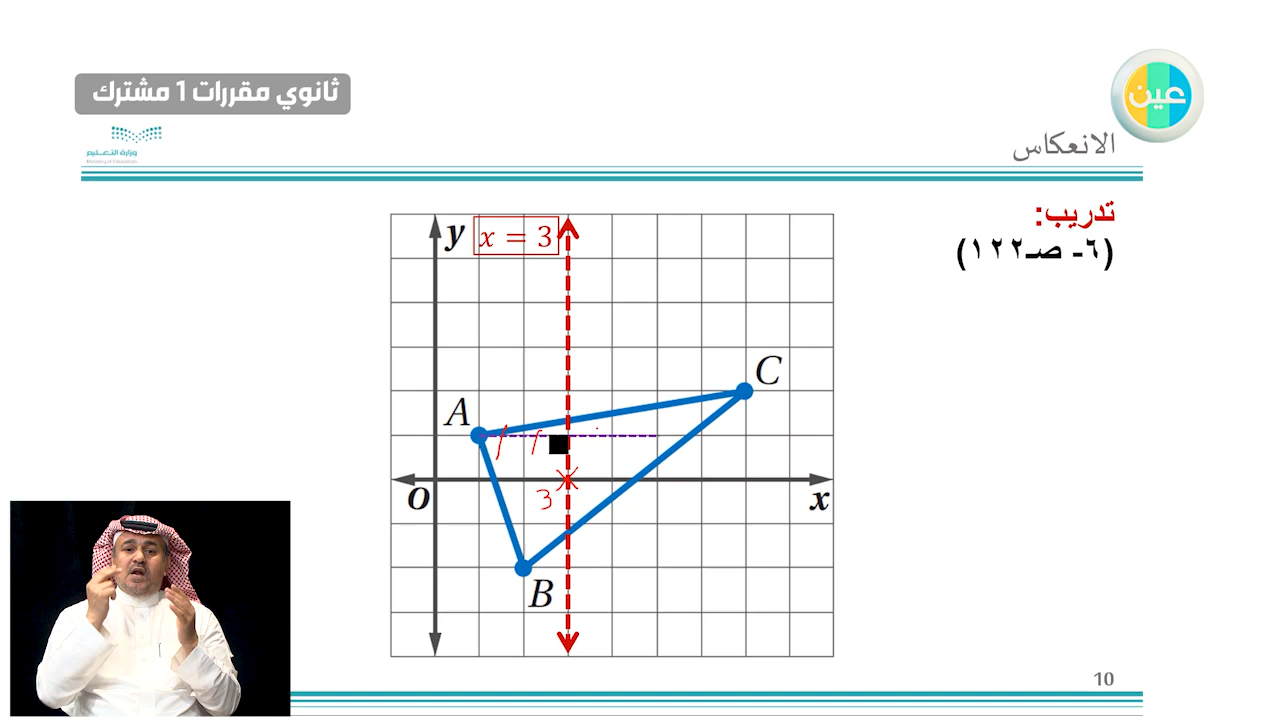 ثانوي مقررات 1 مشترك
عين
وزارة التعليم
Ministry of Education
الانعكاس
تدريب:
(٦- صـ١٢٢)
y
x = 3
C
A
3
O
x
B
10